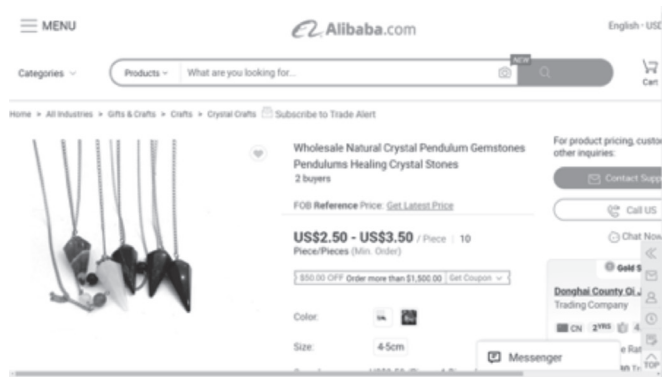 MENU
Alibaba.com
English - USD
Categories
Products
What are you looking for...
NEW
Cart
Home > All Industries > Gifts & Crafts > Crafts > Crystal Crafts
Subscribe to Trade Alert
Wholesale Natural Crystal Pendulum Gemstones
Pendulums Healing Crystal Stones
2 buyers
FOB Reference Price: Get Latest Price
US$2.50 - US$3.50 / Piece | 10
Piece/Pieces (Min. Order)
$50.00 OFF Order more than $1,500.00 Get Coupon
Color:
Size:
4-5cm
For product pricing, custo
other inquiries:
Contact Supp
Call US
Chat Now
Gold S
Donghai County Qi
Trading Company
CN 2YRS 4.
e Rat
TOP
Messenger